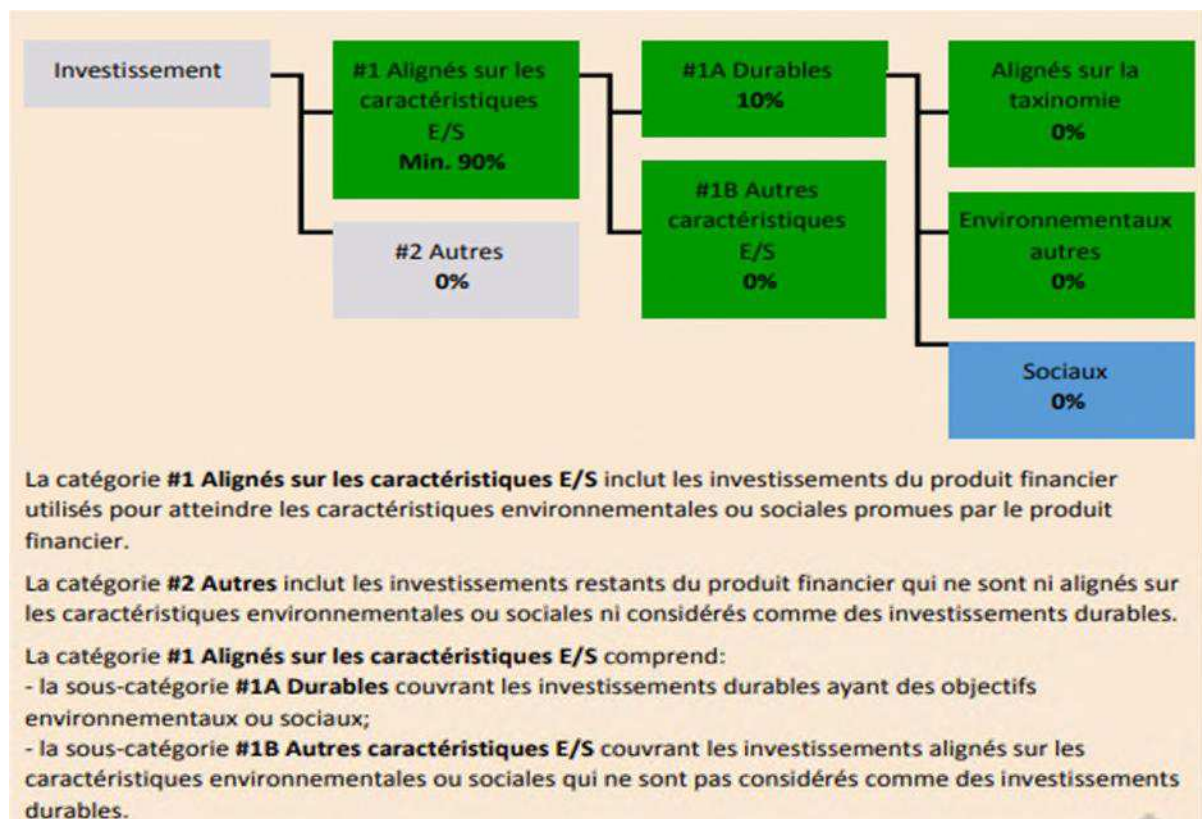 Investissement
#1 Alignés sur les
caractéristiques
E/S
Min. 90%
#2 Autres
0%
#1A Durables
10%
#1B Autres
caractéristiques
E/S
0%
Alignés sur la
taxinomie
0%
Environnementaux
autres
0%
Sociaux
0%
La catégorie #1 Alignés sur les caractéristiques E/S inclut les investissements du produit financier
utilisés pour atteindre les caractéristiques environnementales ou sociales promues par le produit
financier.
La catégorie #2 Autres inclut les investissements restants du produit financier qui ne sont ni alignés sur
les caractéristiques environnementales ou sociales ni considérés comme des investissements durables.
La catégorie #1 Alignés sur les caractéristiques E/S comprend:
- la sous-catégorie #1A Durables couvrant les investissements durables ayant des objectifs
environnementaux ou sociaux;
- la sous-catégorie #1B Autres caractéristiques E/S couvrant les investissements alignés sur les
caractéristiques environnementales ou sociales qui ne sont pas considérés comme des investissements
durables.